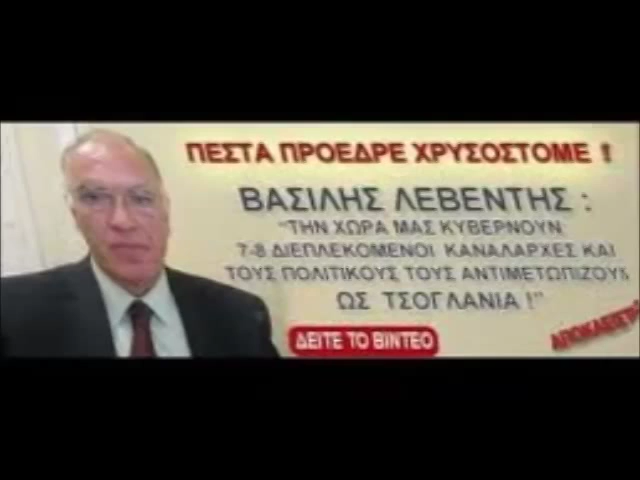 ΠΕΣΤΑ ΠΡΟΕΔΡΕ ΧΡΥΣΟΣΤΟΜΕ !
ΒΑΣΙΛΗΣ ΛΕΒΕΝΤΗΣ :
"ΤΗΝ ΧΩΡΑ ΜΑΣ ΚΥΒΕΡΝΟΥΝ
7-8 ΔΙΕΠΛΕΚΟΜΕΝΟΙ ΚΑΝΑΛΑΡΧΕΣ ΚΑΙ
ΤΟΥΣ ΠΟΛΙΤΙΚΟΥΣ ΤΟΥΣ ΑΝΤΙΜΕΤΩΠΙΖΟΥΝ
ΩΣ ΤΣΟΓΛΑΝΙΑ !"
ΔΕΙΤΕ ΤΟ ΒΙΝΤΕΟ